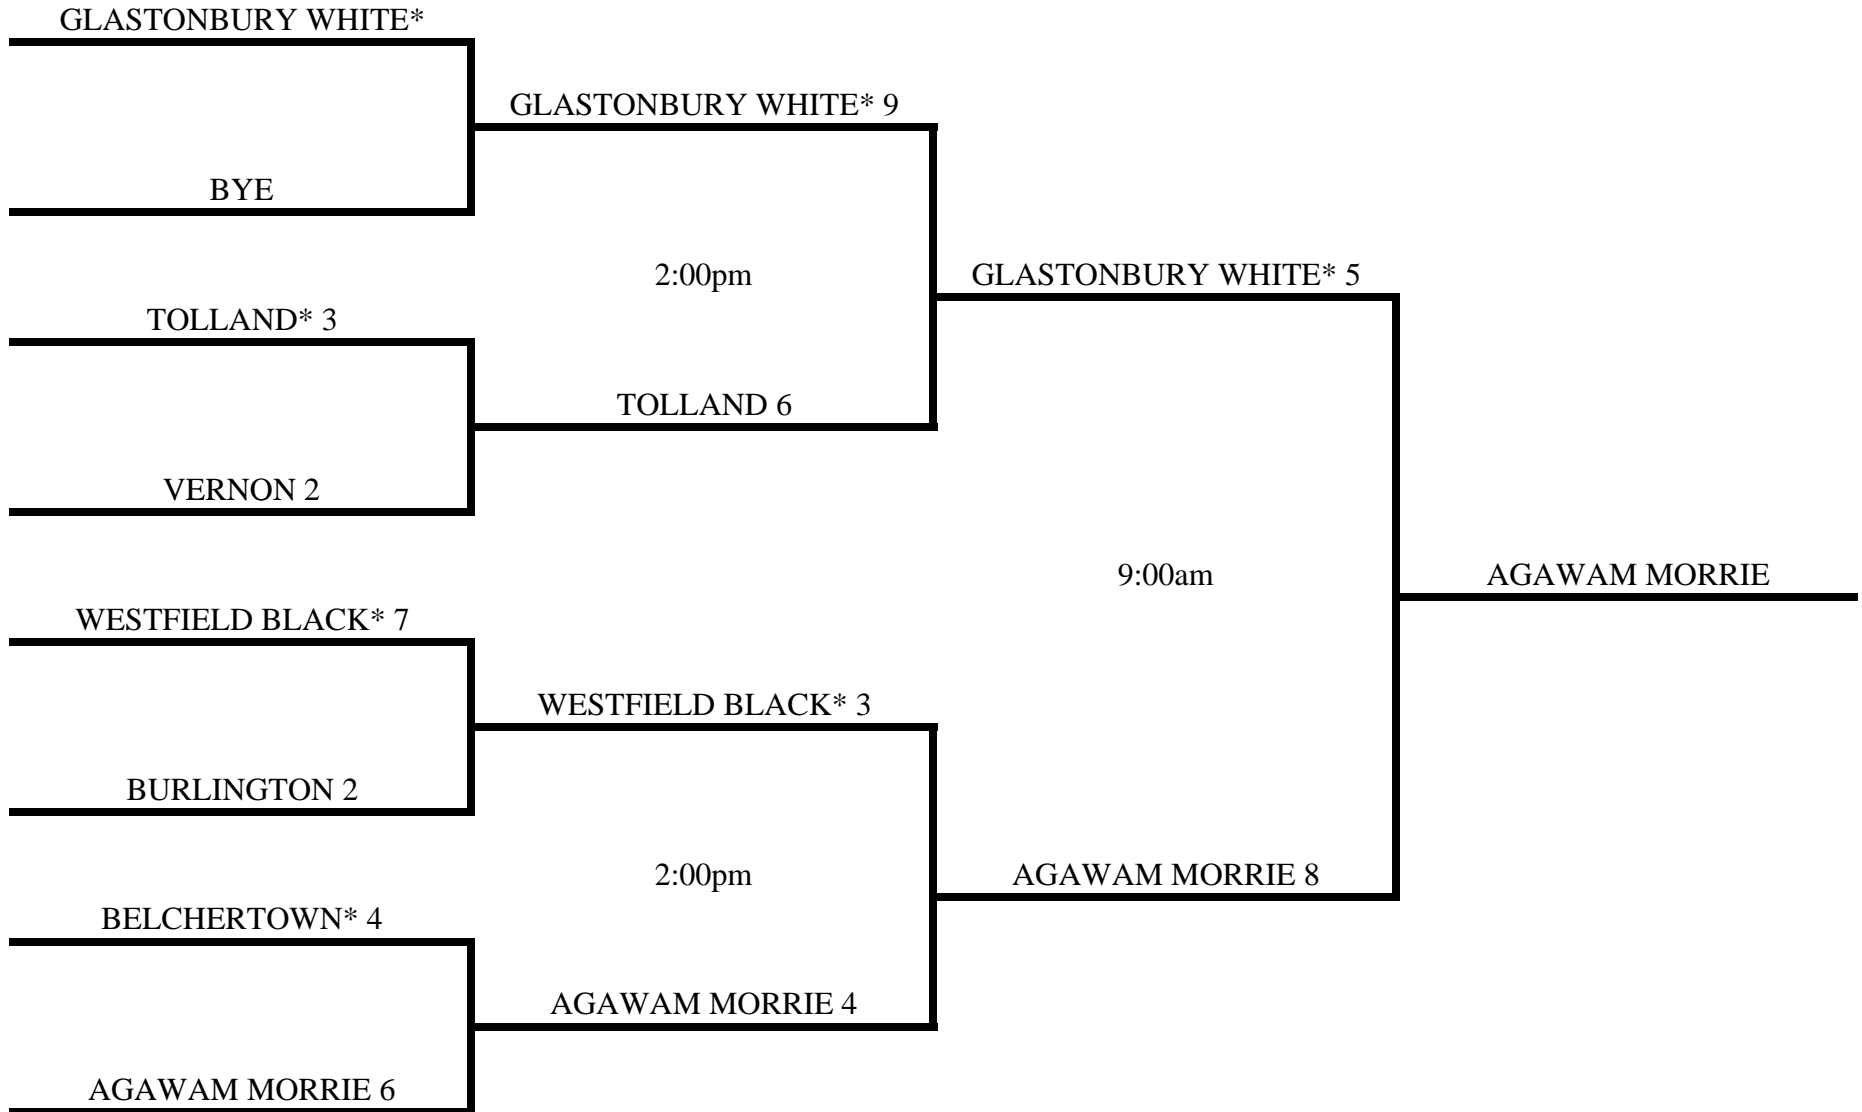 GLASTONBURY WHITE*
GLASTONBURY WHITE* 9
BYE
2:00pm
GLASTONBURY WHITE* 5
TOLLAND* 3
TOLLAND 6
VERNON 2
9:00am
AGAWAM MORRIE
WESTFIELD BLACK* 7
WESTFIELD BLACK* 3
BURLINGTON 2
2:00pm
AGAWAM MORRIE 8
BELCHERTOWN* 4
AGAWAM MORRIE 4
AGAWAM MORRIE 6